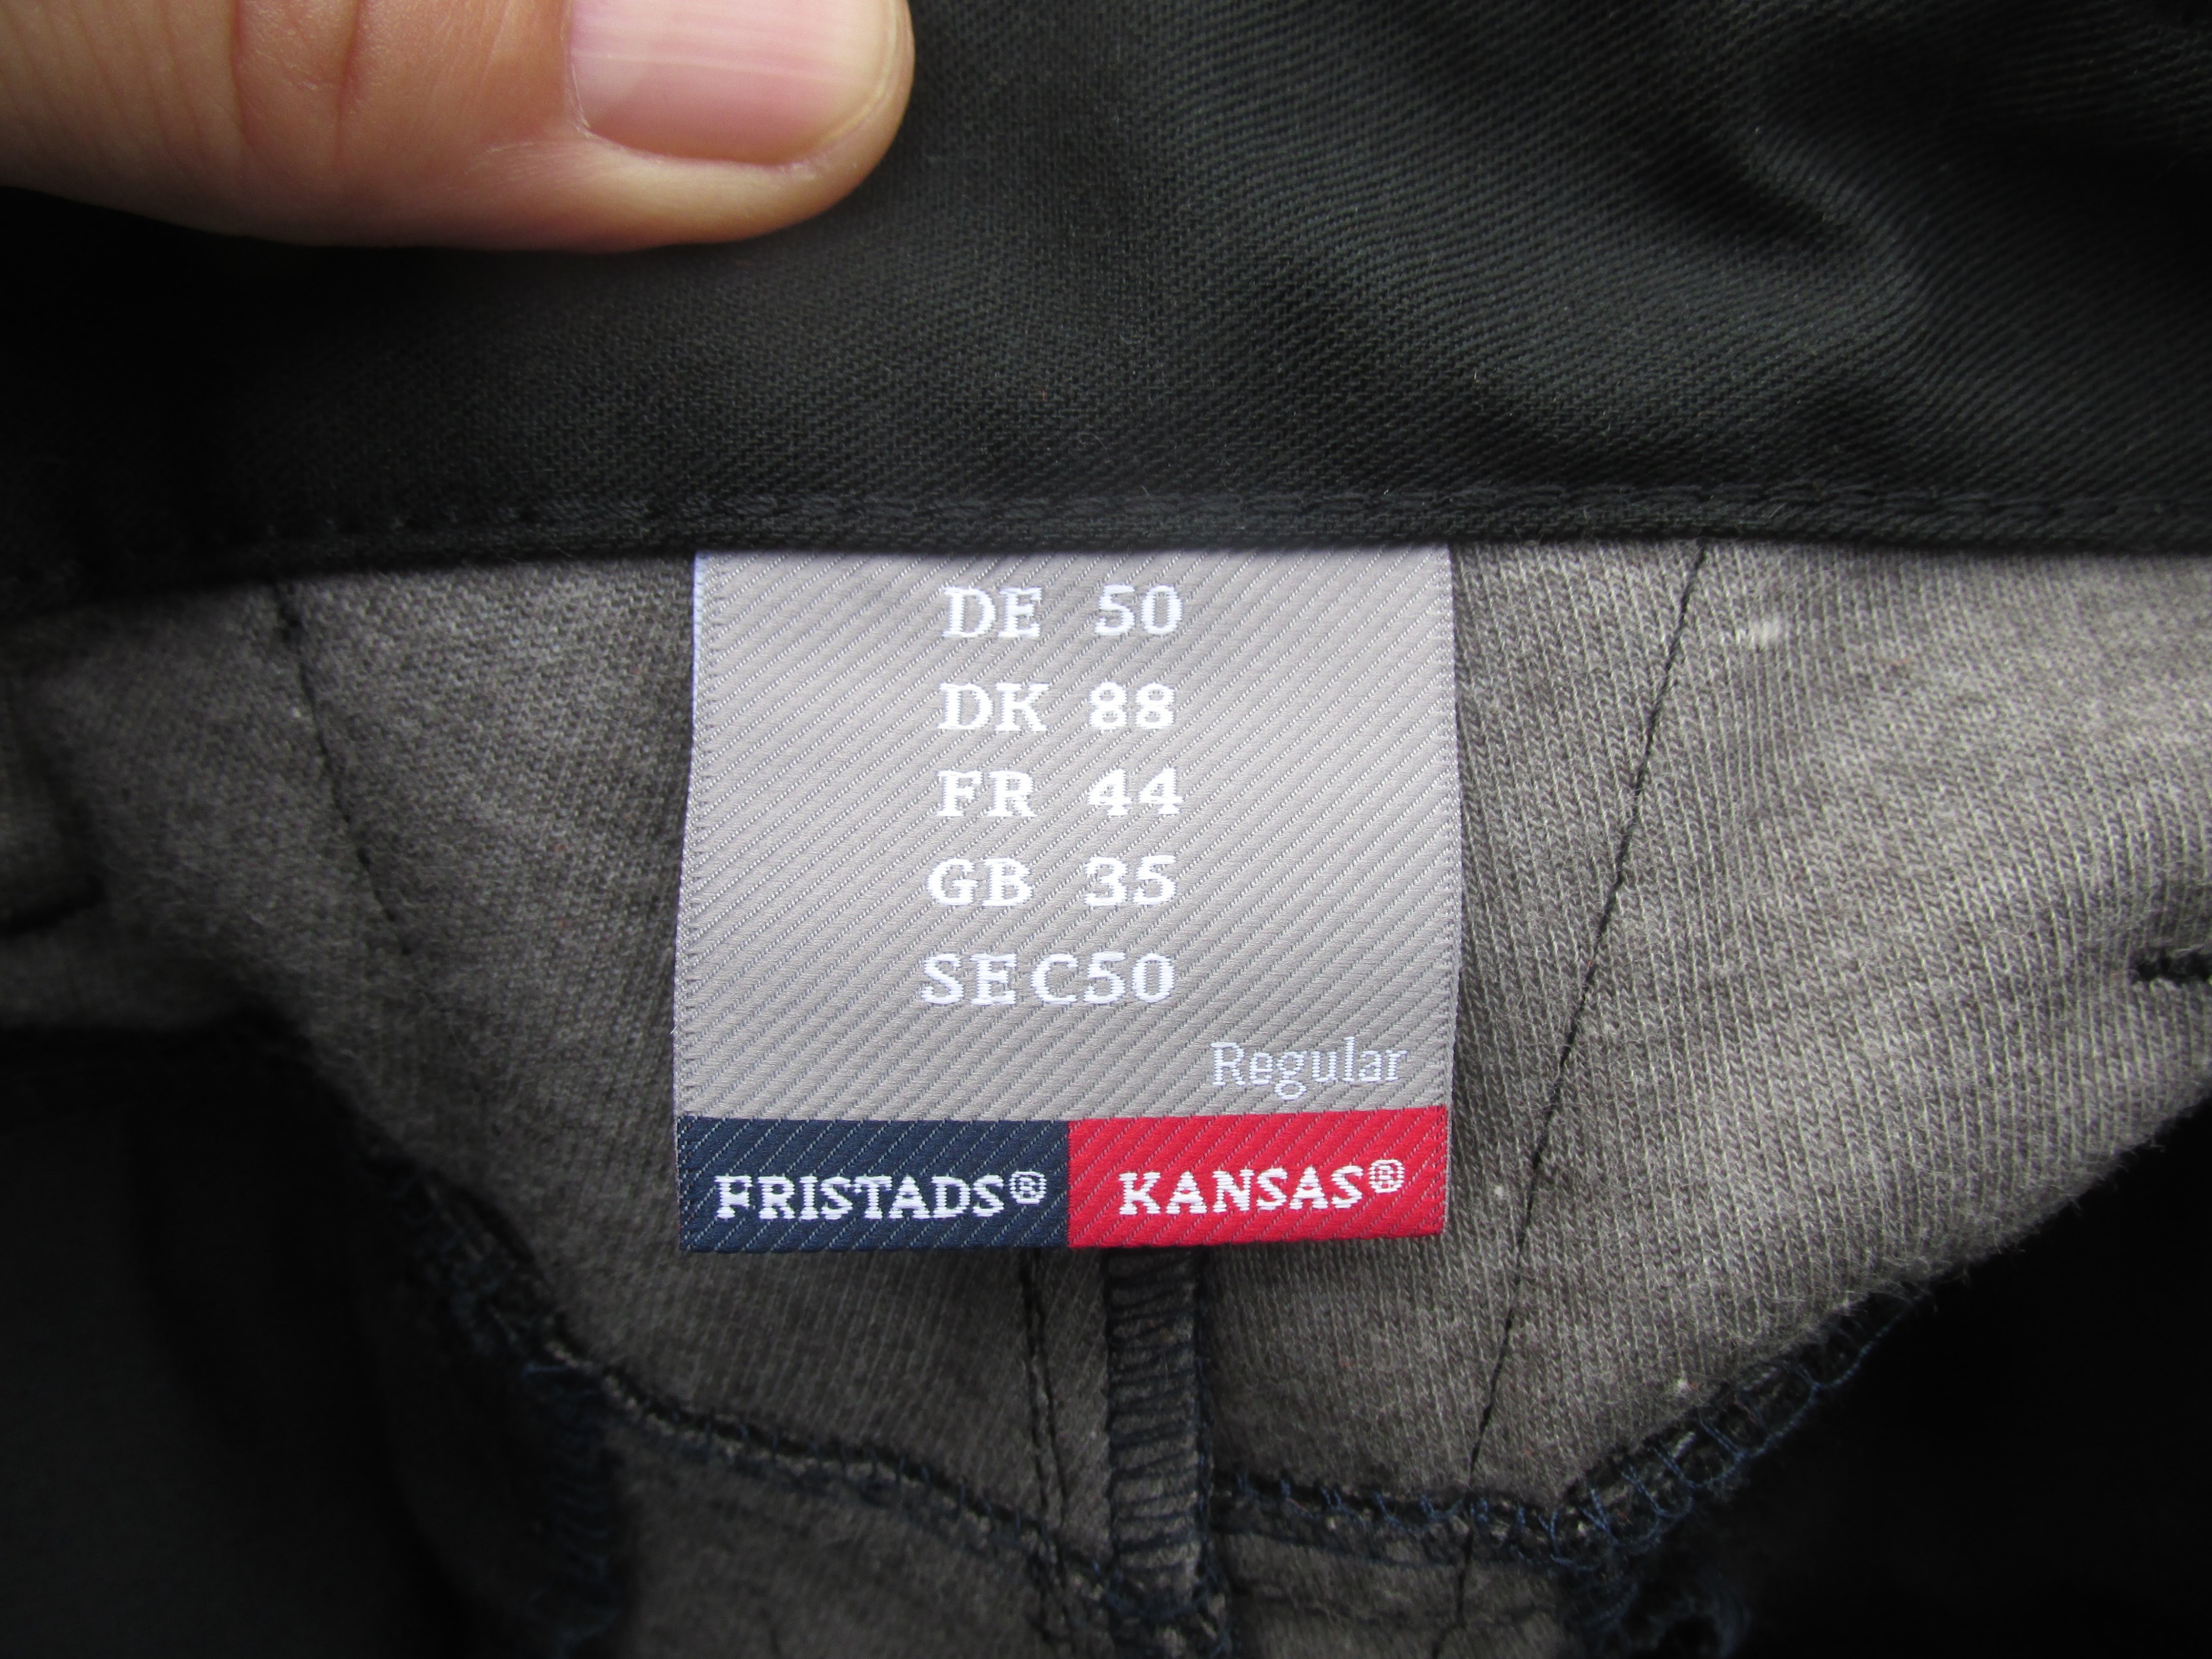 DE 50
DK 88
FR 44
GB 35
SE C50
Regular
FRISTADS® KANSAS®